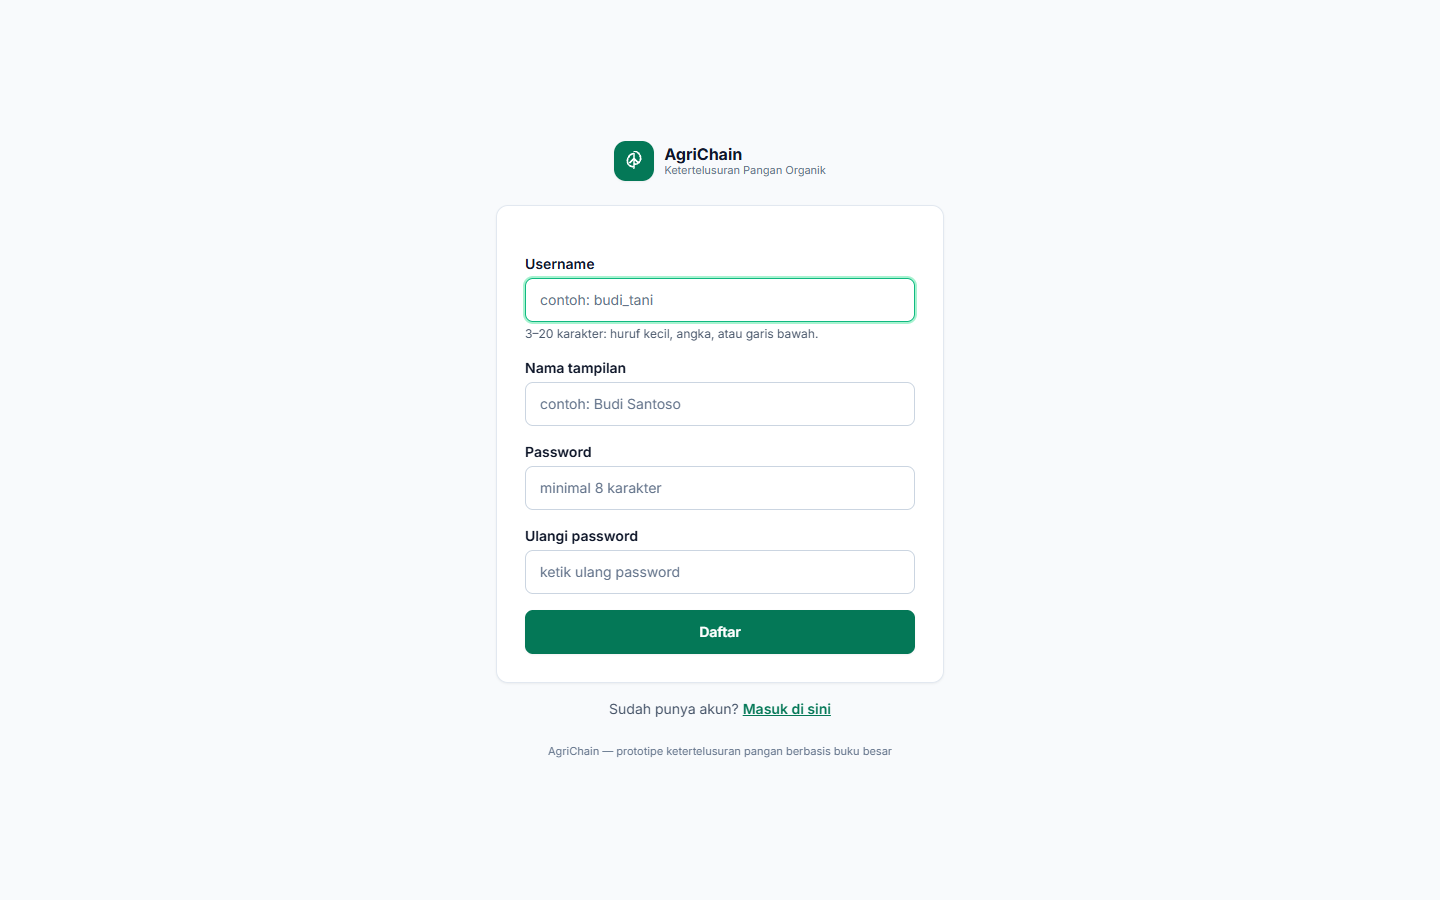 AgriChain
Ketertelusuran Pangan Organik
Username
contoh: budi_tani
3–20 karakter: huruf kecil, angka, atau garis bawah.
Nama tampilan
contoh: Budi Santoso
Password
minimal 8 karakter
Ulangi password
ketik ulang password
Daftar
Sudah punya akun? Masuk di sini
AgriChain — prototipe ketertelusuran pangan berbasis buku besar